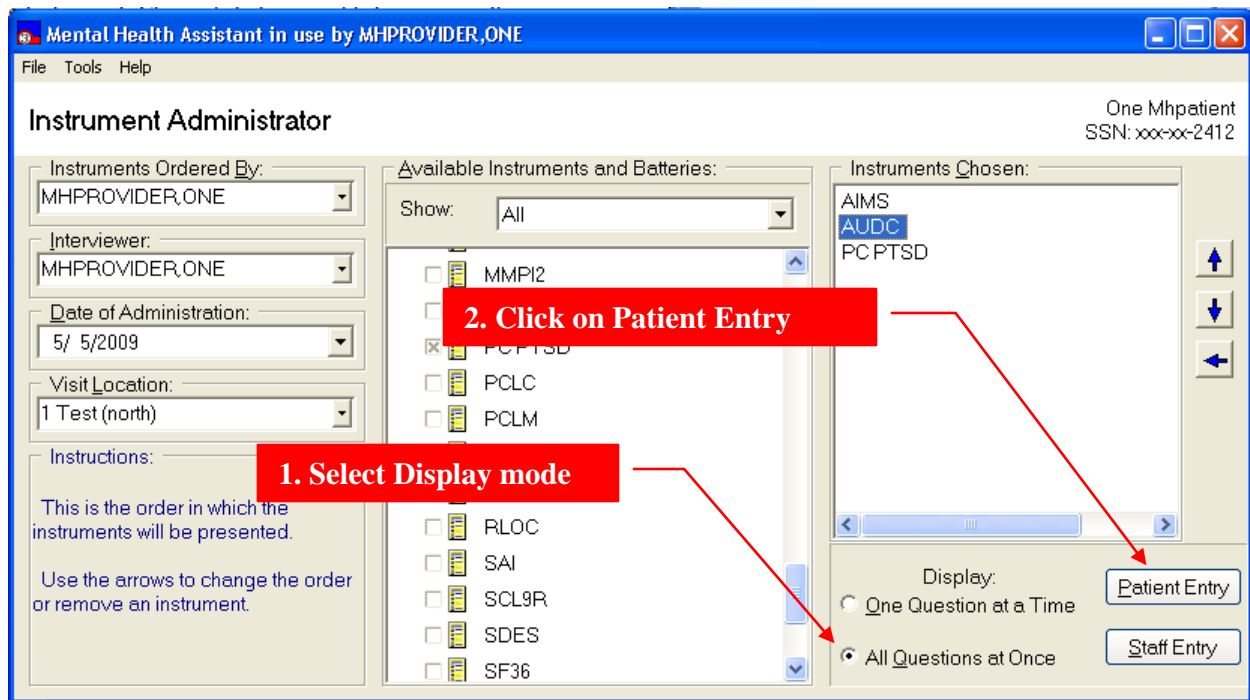 Mental Health Assistant in use by MHPROVIDER,ONE
File Tools Help
Instrument Administrator
One Mhpatient
SSN: xxx-xx-2412
Instruments Ordered By:
MHPROVIDER,ONE
Interviewer:
MHPROVIDER,ONE
Date of Administration:
5/ 5/2009
Visit Location:
1 Test (north)
Instructions:
This is the order in which the
instruments will be presented.
Use the arrows to change the order
or remove an instrument.
Available Instruments and Batteries:
Show: All
MMPI2
2. Click on Patient Entry
PC PTSD
PCLC
PCLM
1. Select Display mode
RLOC
SAI
SCL9R
SDES
SF36
Instruments Chosen:
AIMS
AUDC
PC PTSD
Display:
One Question at a Time
All Questions at Once
Patient Entry
Staff Entry